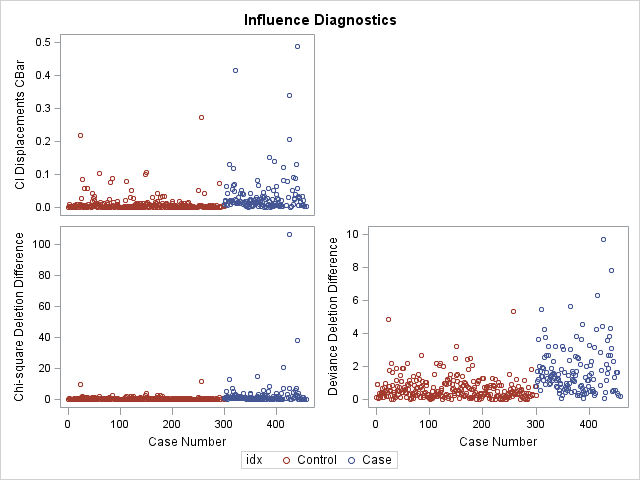 Influence Diagnostics
CI Displacements CBar
0.5
0.4
0.3
0.2
0.1
0.0
Chi-square Deletion Difference
100
80
60
40
20
0
0 100 200 300 400
Case Number
Deviance Deletion Difference
10
8
6
4
2
0
0 100 200 300 400
Case Number
idx Control Case